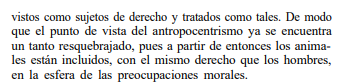 vistos como sujetos de derecho y tratados como tales. De modo
que el punto de vista del antropocentrismo ya se encuentra
un tanto resquebrajado, pues a partir de entonces los anima-
les están incluidos, con el mismo derecho que los hombres,
en la esfera de las preocupaciones morales.